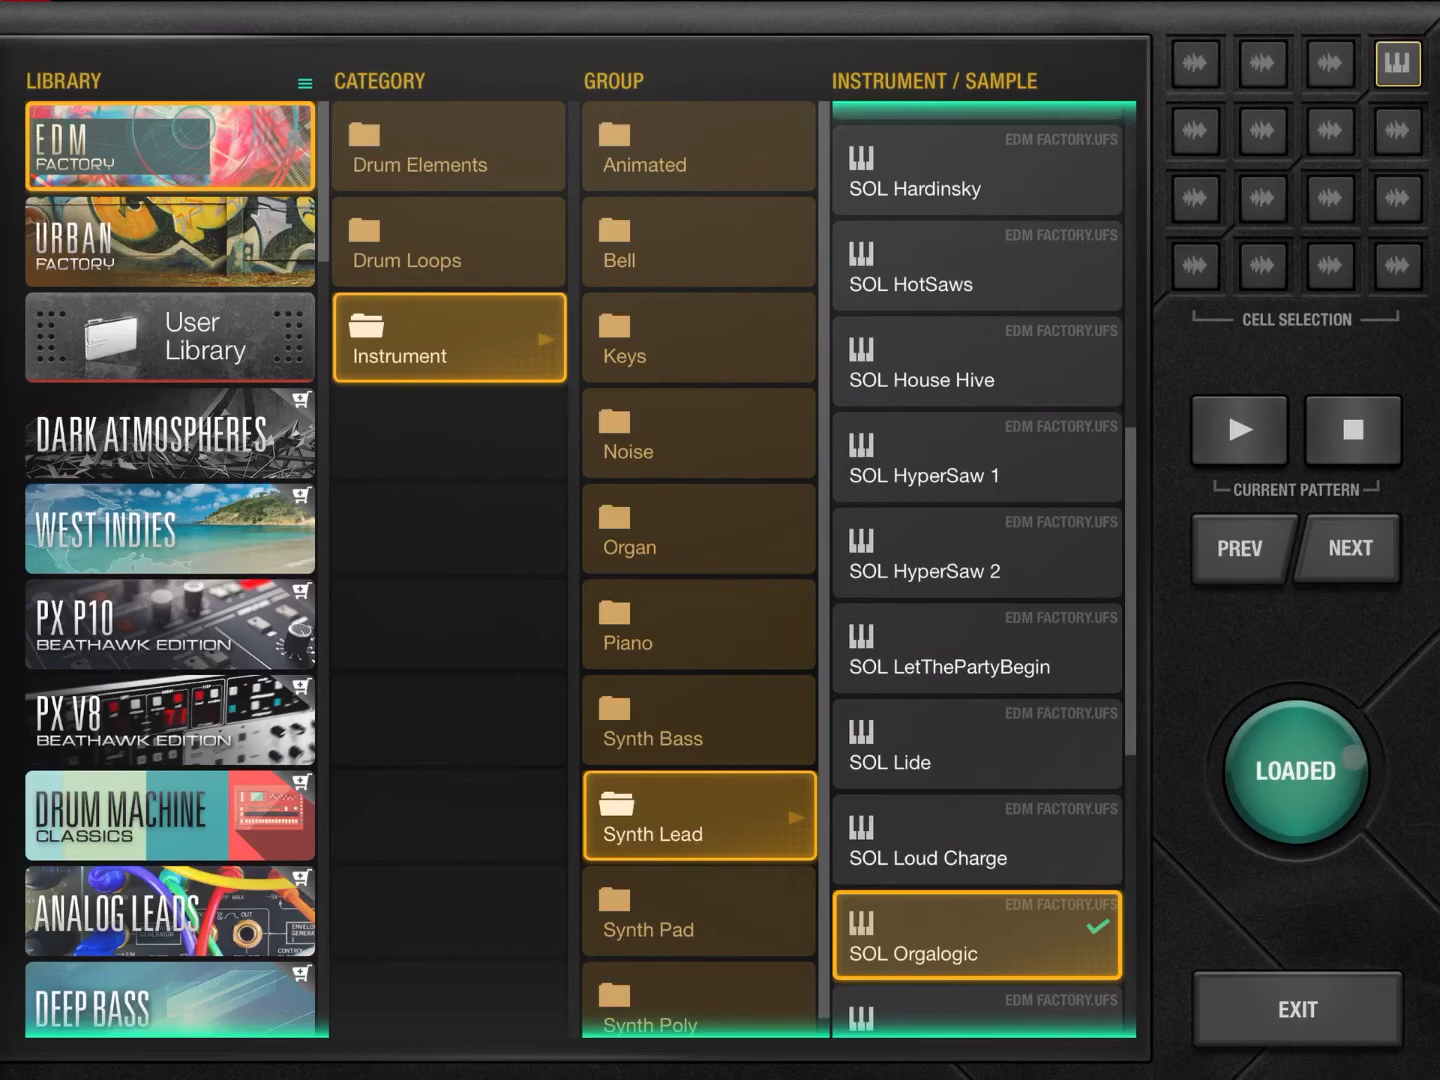 LIBRARY
CATEGORY
GROUP
INSTRUMENT / SAMPLE
EDM
FACTORY
URBAN
FACTORY
User
Library
DARK ATMOSPHERES
WEST INDIES
PX P10
BEATHAWK EDITION
PX V8
BEATHAWK EDITION
DRUM MACHINE
CLASSICS
ANALOG LEADS
DEEP BASS
Drum Elements
Drum Loops
Instrument
Animated
Bell
Keys
Noise
Organ
Piano
Synth Bass
Synth Lead
Synth Pad
Synth Poly
EDM FACTORY.UFS
SOL Hardinsky
EDM FACTORY.UFS
SOL HotSaws
EDM FACTORY.UFS
SOL House Hive
EDM FACTORY.UFS
SOL HyperSaw 1
EDM FACTORY.UFS
SOL HyperSaw 2
EDM FACTORY.UFS
SOL LetThePartyBegin
EDM FACTORY.UFS
SOL Lide
EDM FACTORY.UFS
SOL Loud Charge
EDM FACTORY.UFS
SOL Orgalogic
EDM FACTORY.UFS
CELL SELECTION
CURRENT PATTERN
PREV
NEXT
LOADED
EXIT